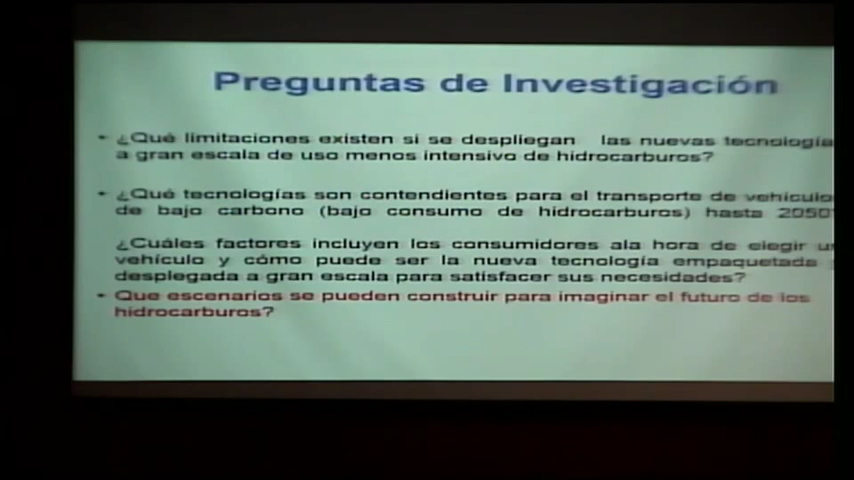 Preguntas de Investigación
• ¿Qué limitaciones existen si se despliegan las nuevas tecnología
a gran escala de uso menos intensivo de hidrocarburos?
• ¿Qué tecnologías son contendientes para el transporte de vehículo
de bajo carbono (bajo consumo de hidrocarburos) hasta 2050
¿Cuáles factores incluyen los consumidores ala hora de elegir un
vehículo y cómo puede ser la nueva tecnología empaquetada
desplegada a gran escala para satisfacer sus necesidades?
• Que escenarios se pueden construir para imaginar el futuro de los
hidrocarburos?